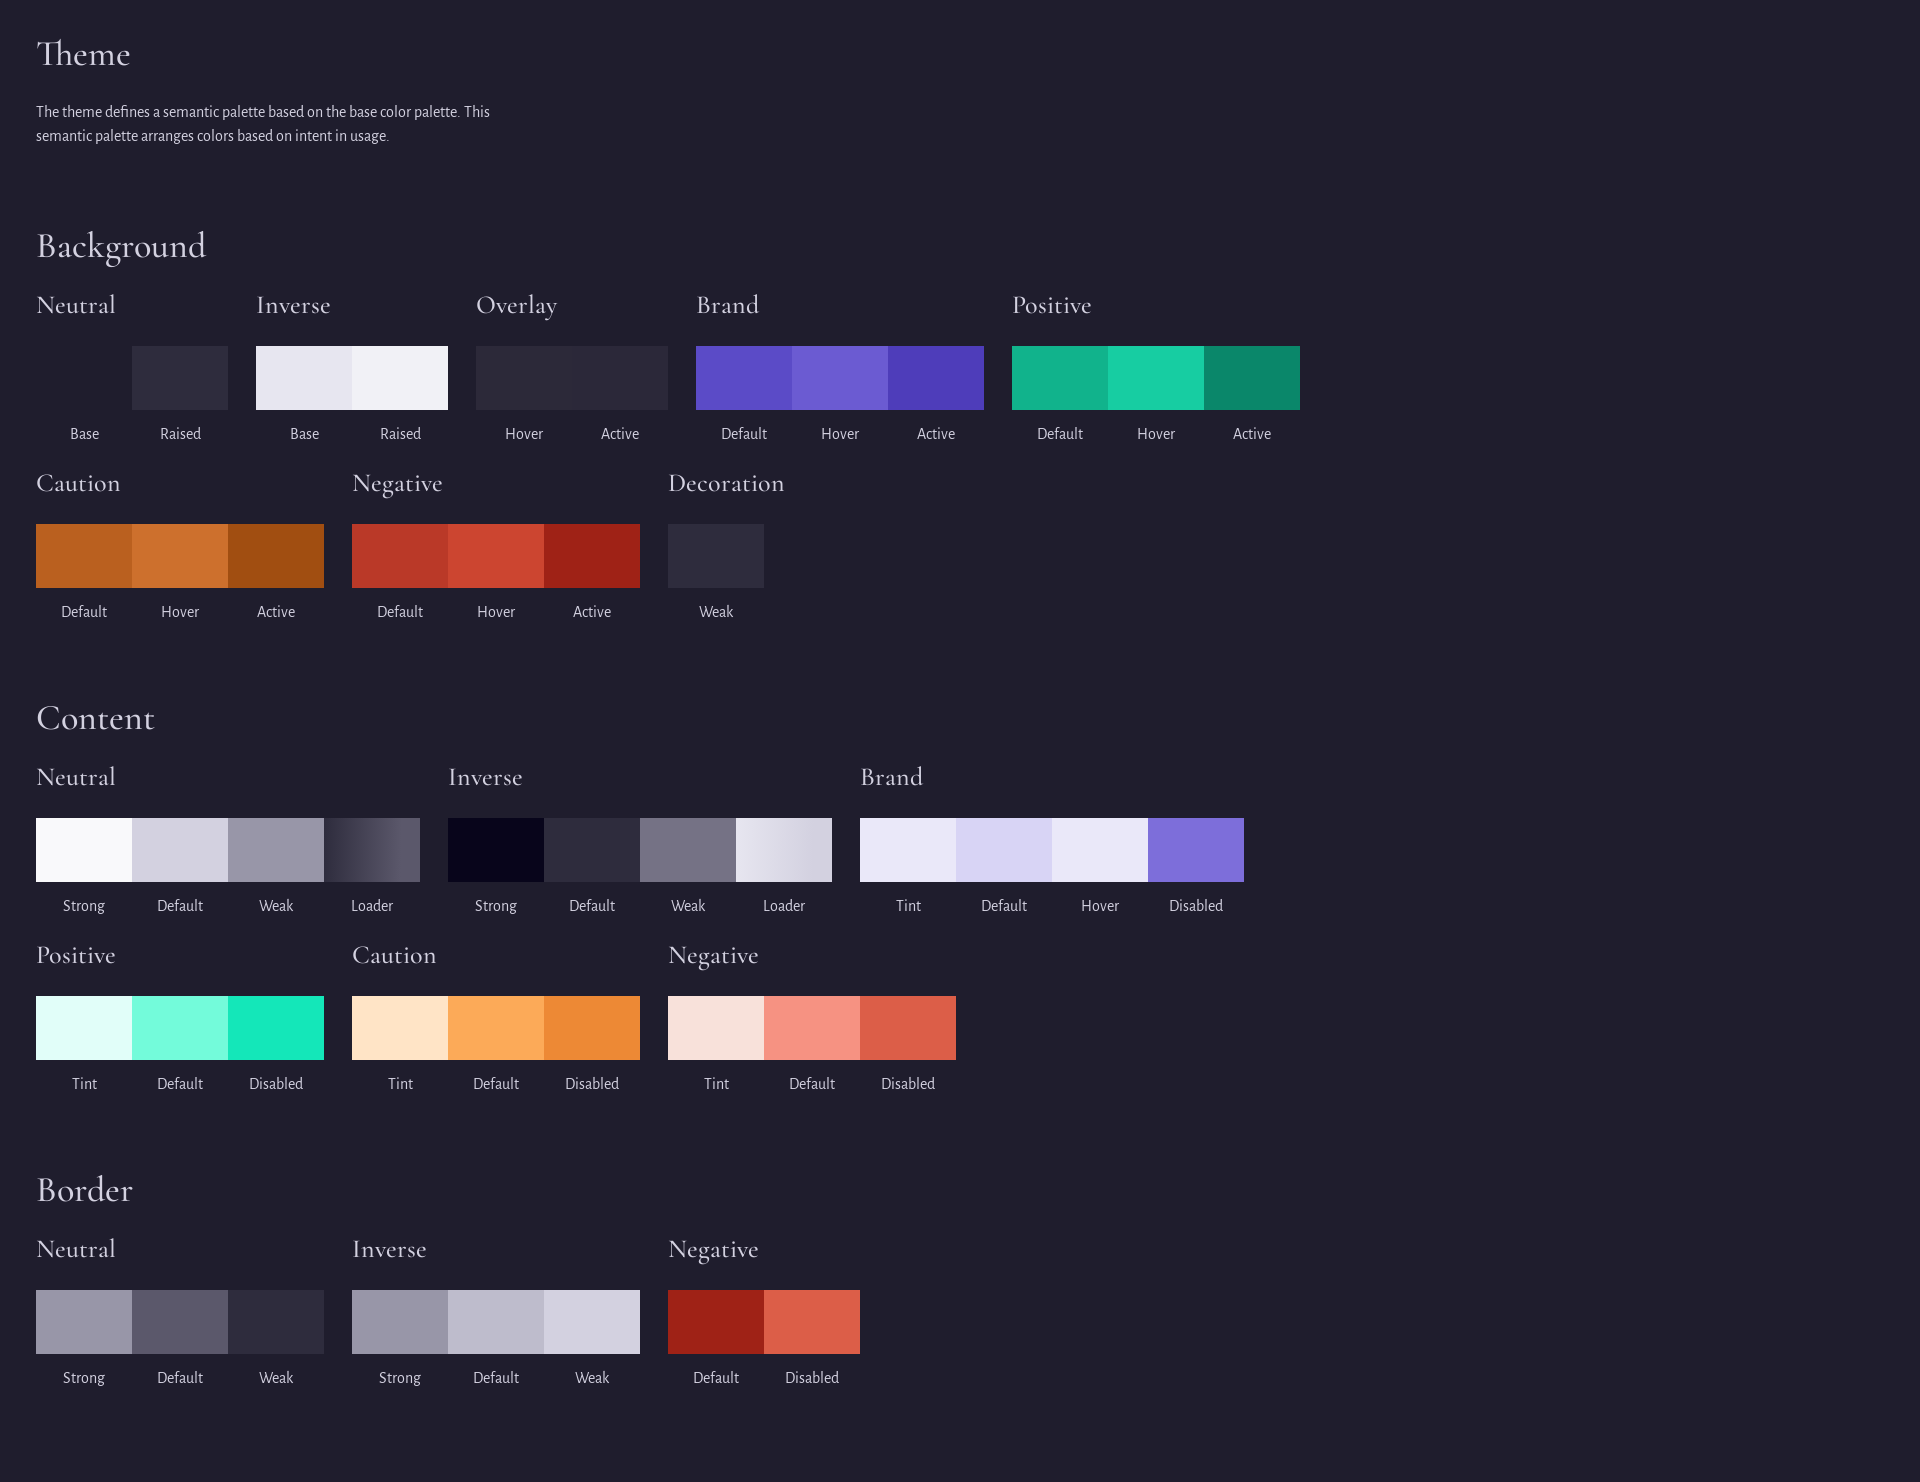 Theme
The theme defines a semantic palette based on the base color palette. This
semantic palette arranges colors based on intent in usage.
Background
Neutral Inverse Overlay Brand Positive
Base Raised Base Raised Hover Active Default Hover Active Default Hover Active
Caution Negative Decoration
Default Hover Active Default Hover Active Weak
Content
Neutral Inverse Brand
Strong Default Weak Loader Strong Default Weak Loader Tint Default Hover Disabled
Positive Caution Negative
Tint Default Disabled Tint Default Disabled Tint Default Disabled
Border
Neutral Inverse Negative
Strong Default Weak Strong Default Weak Default Disabled